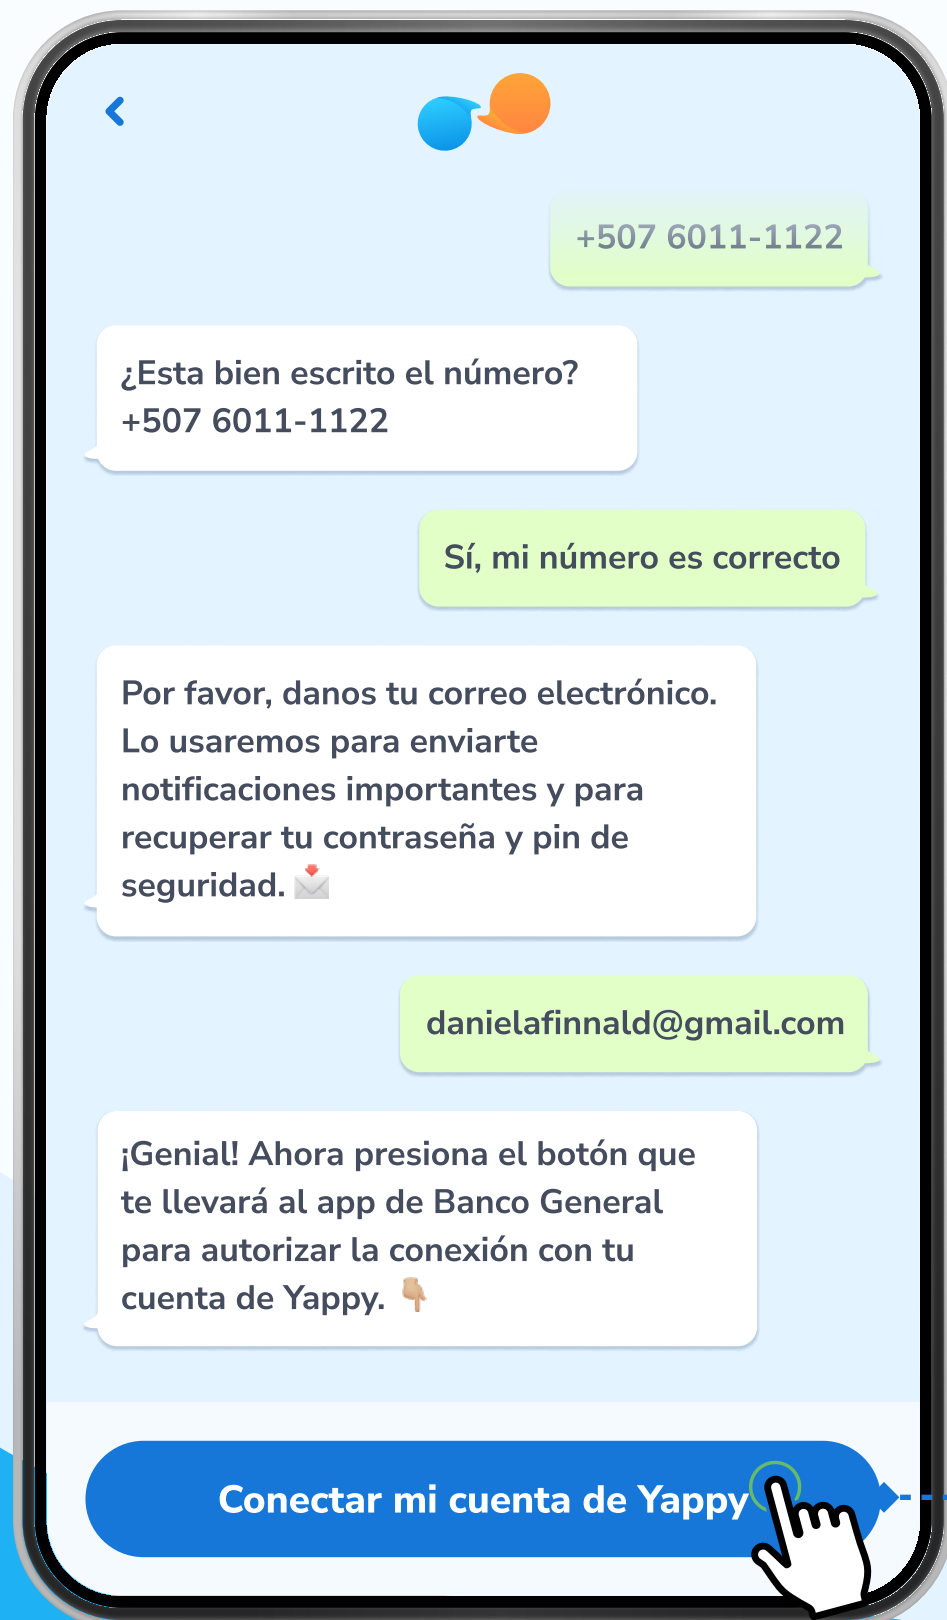 +507 6011-1122
¿Esta bien escrito el número?
+507 6011-1122
Sí, mi número es correcto
Por favor, danos tu correo electrónico.
Lo usaremos para enviarte
notificaciones importantes y para
recuperar tu contraseña y pin de
seguridad. 📩
danielafinnald@gmail.com
¡Genial! Ahora presiona el botón que
te llevará al app de Banco General
para autorizar la conexión con tu
cuenta de Yappy. 👇🏼
Conectar mi cuenta de Yappy